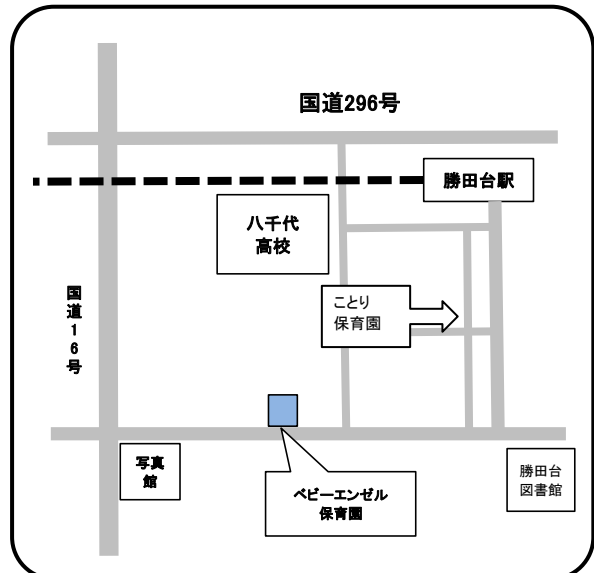 国道296号
勝田台駅
八千代
高校
国道16号
ことり
保育園
写真
館
ベビーエンゼル
保育園
勝田台
図書館